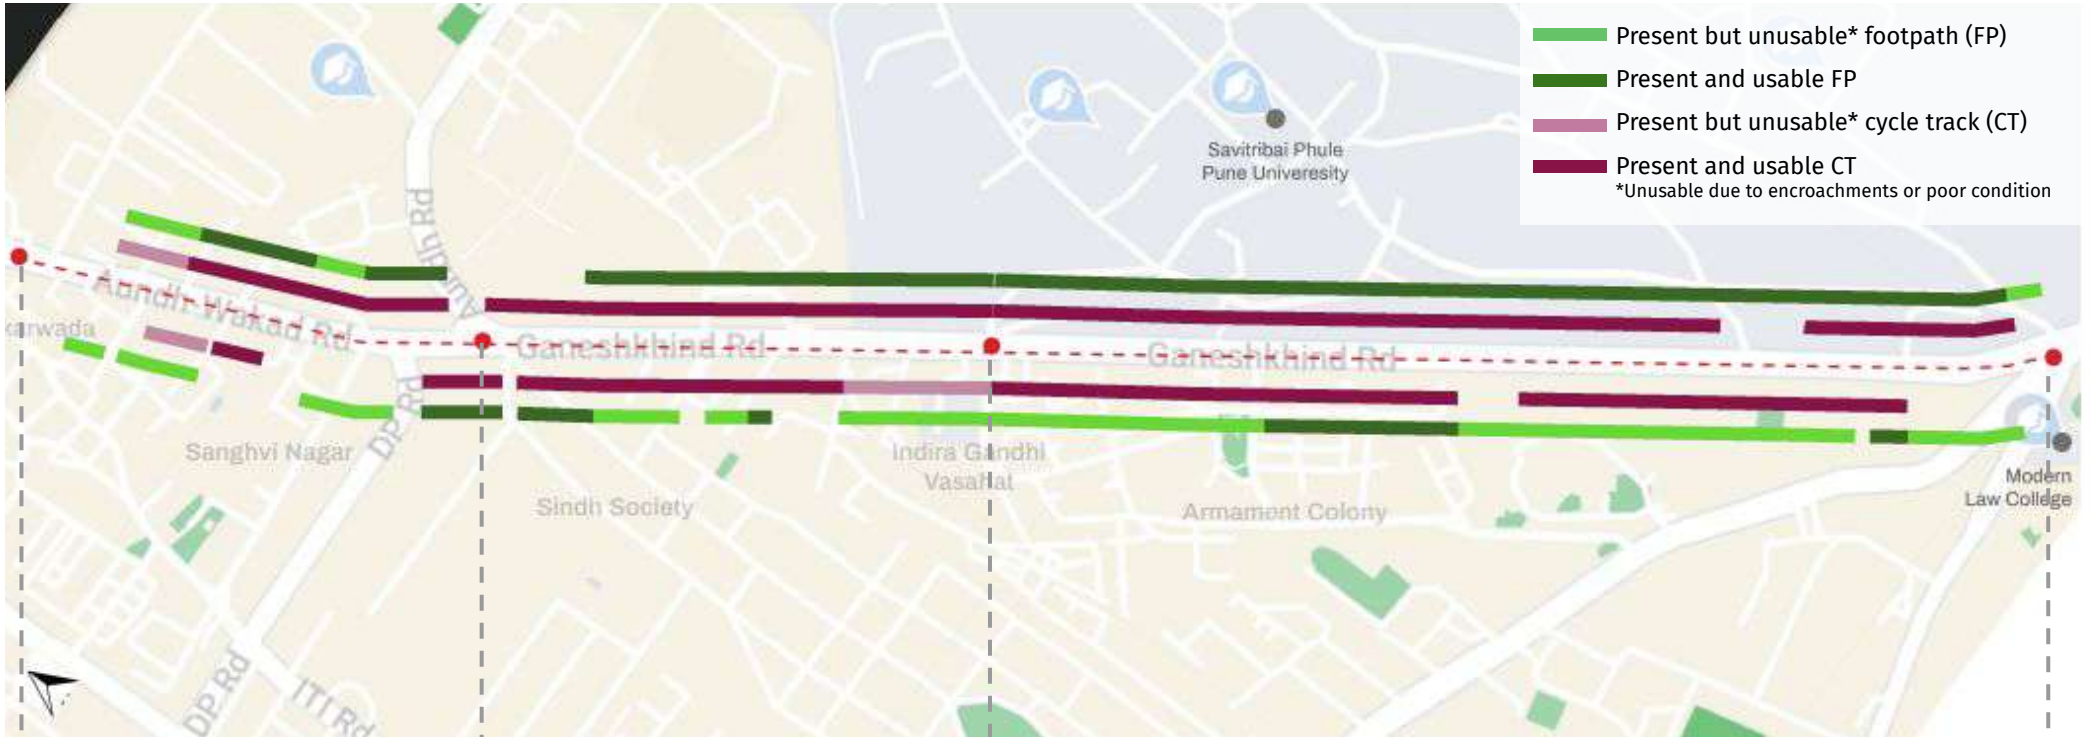 Present but unusable* footpath (FP)
Present and usable FP
Present but unusable* cycle track (CT)
Present and usable CT
*Unusable due to encroachments or poor condition
Savitribai Phule
Pune Univeresity
Aundh Rd
Aundh-Wakad Rd
karwada
Ganeshkhind Rd
Ganeshkhind Rd
DP Rd
Sanghvi Nagar
Indira Gandhi
Vasahat
Sindh Society
Armament Colony
Modern
Law College
DP Rd
ITI Rd